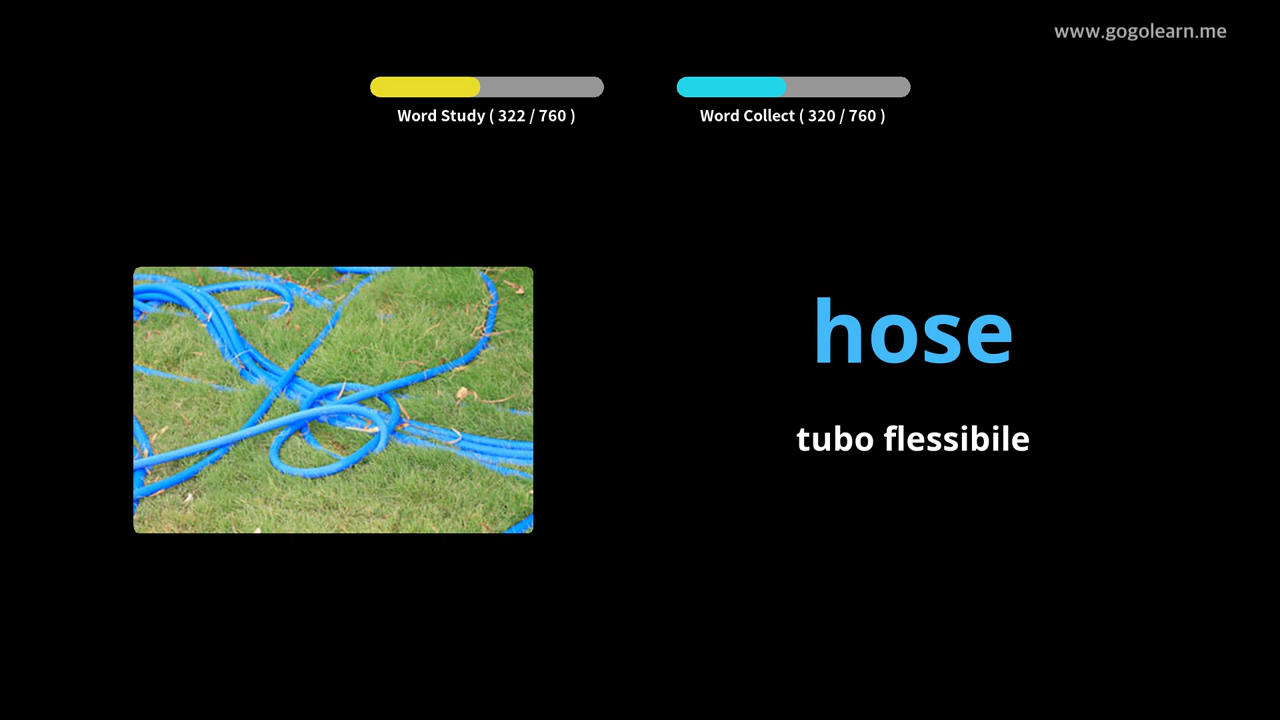 www.gogolearn.me
Word Study ( 322 / 760 )
Word Collect ( 320 / 760 )
hose
tubo flessibile